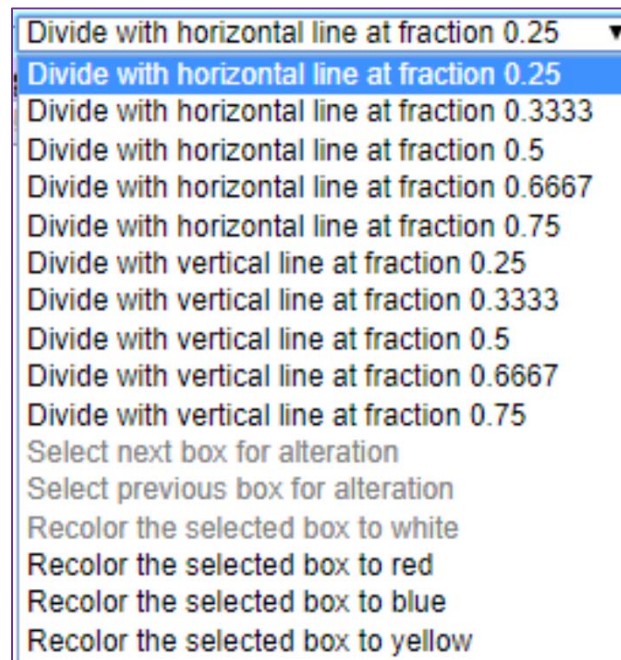 Divide with horizontal line at fraction 0.25
Divide with horizontal line at fraction 0.25
Divide with horizontal line at fraction 0.3333
Divide with horizontal line at fraction 0.5
Divide with horizontal line at fraction 0.6667
Divide with horizontal line at fraction 0.75
Divide with vertical line at fraction 0.25
Divide with vertical line at fraction 0.3333
Divide with vertical line at fraction 0.5
Divide with vertical line at fraction 0.6667
Divide with vertical line at fraction 0.75
Select next box for alteration
Select previous box for alteration
Recolor the selected box to white
Recolor the selected box to red
Recolor the selected box to blue
Recolor the selected box to yellow